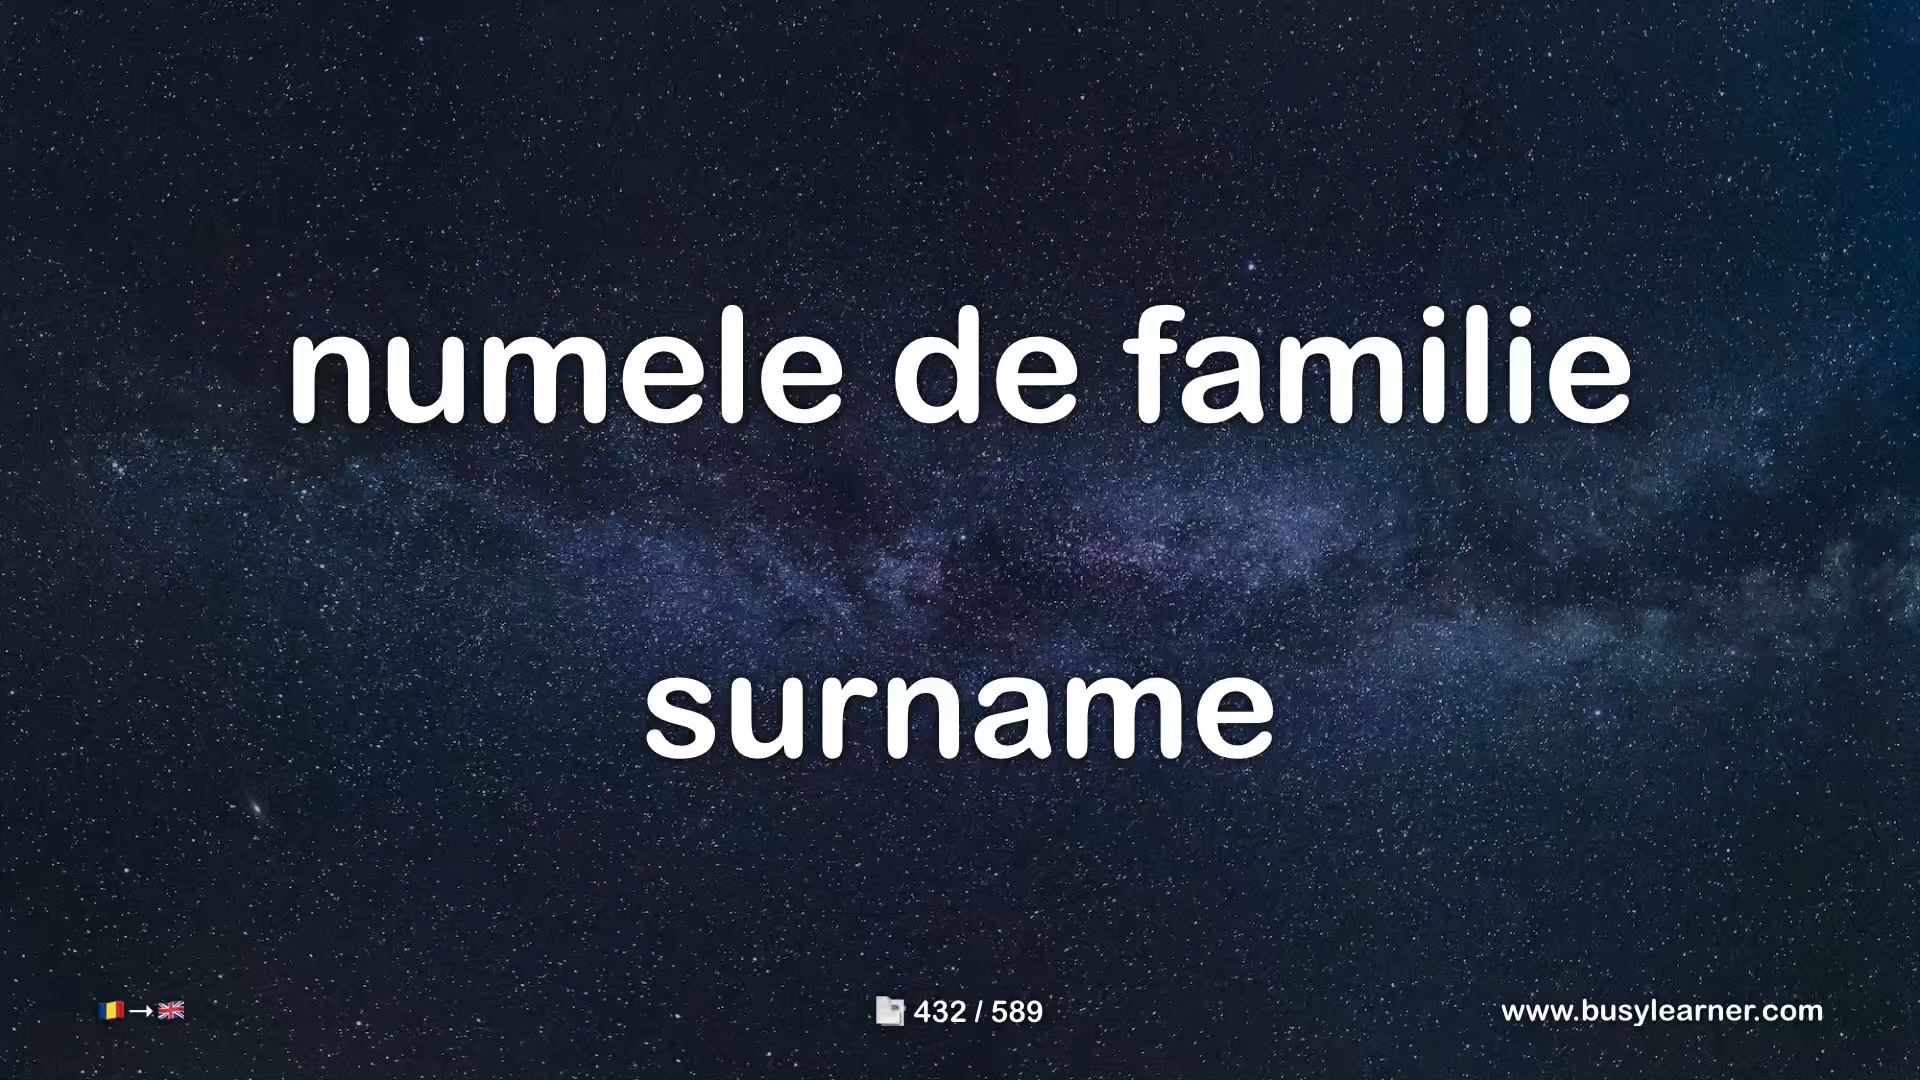 numele de familie
surname
→
432 / 589
www.busylearner.com